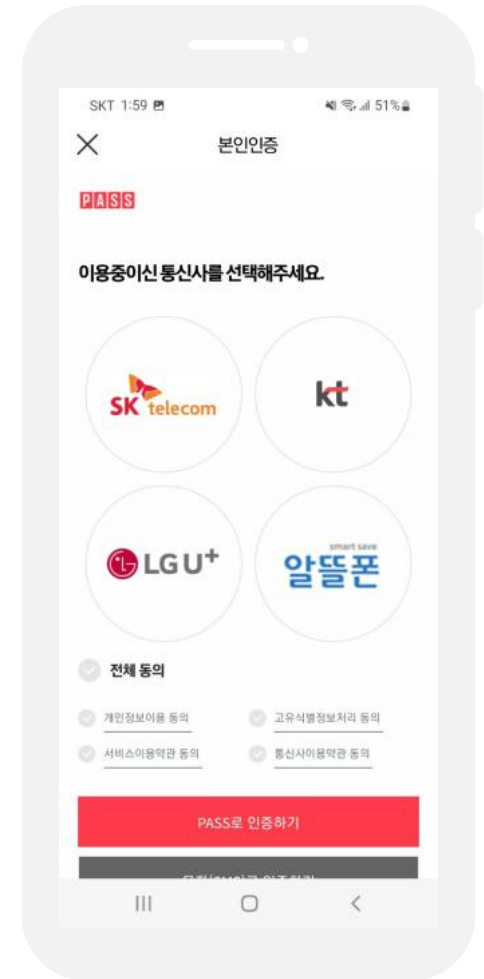 SKT 1:59 51%
본인인증
PASS
이용중이신 통신사를 선택해주세요.
SK telecom
kt
LG U+
smart save
알뜰폰
전체 동의
개인정보이용 동의
고유식별정보처리 동의
서비스이용약관 동의
통신사이용약관 동의
PASS로 인증하기